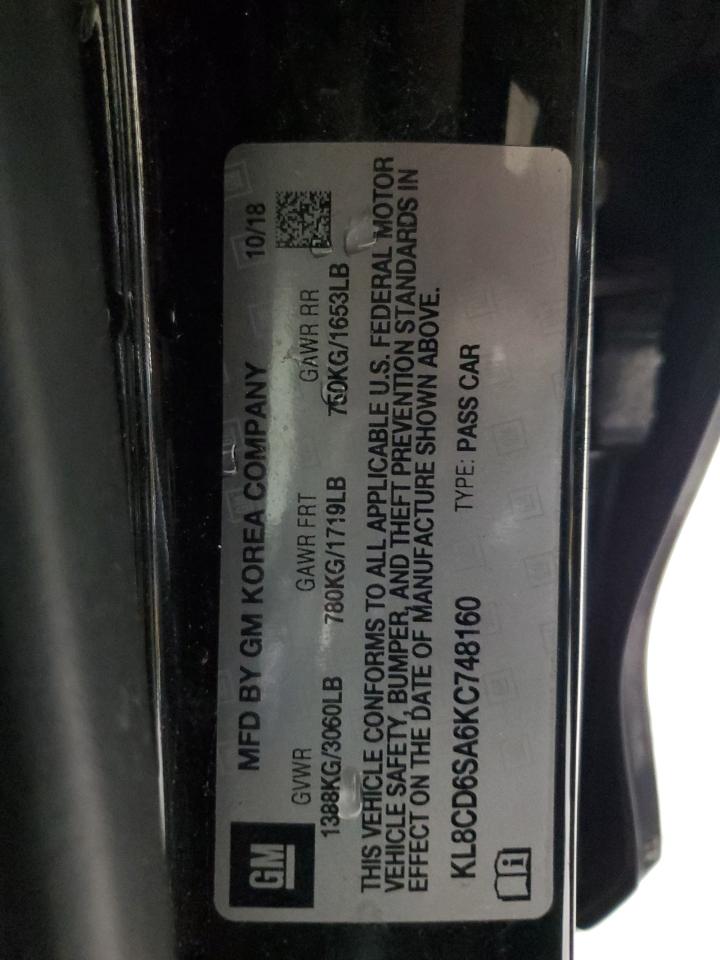 GM
MFD BY GM KOREA COMPANY 10/18
GVWR GAWR FRT GAWR RR
1388KG/3060LB 780KG/1719LB 750KG/1653LB
THIS VEHICLE CONFORMS TO ALL APPLICABLE U.S. FEDERAL MOTOR
VEHICLE SAFETY, BUMPER, AND THEFT PREVENTION STANDARDS IN
EFFECT ON THE DATE OF MANUFACTURE SHOWN ABOVE.
KL8CD6SA6KC748160 TYPE: PASS CAR